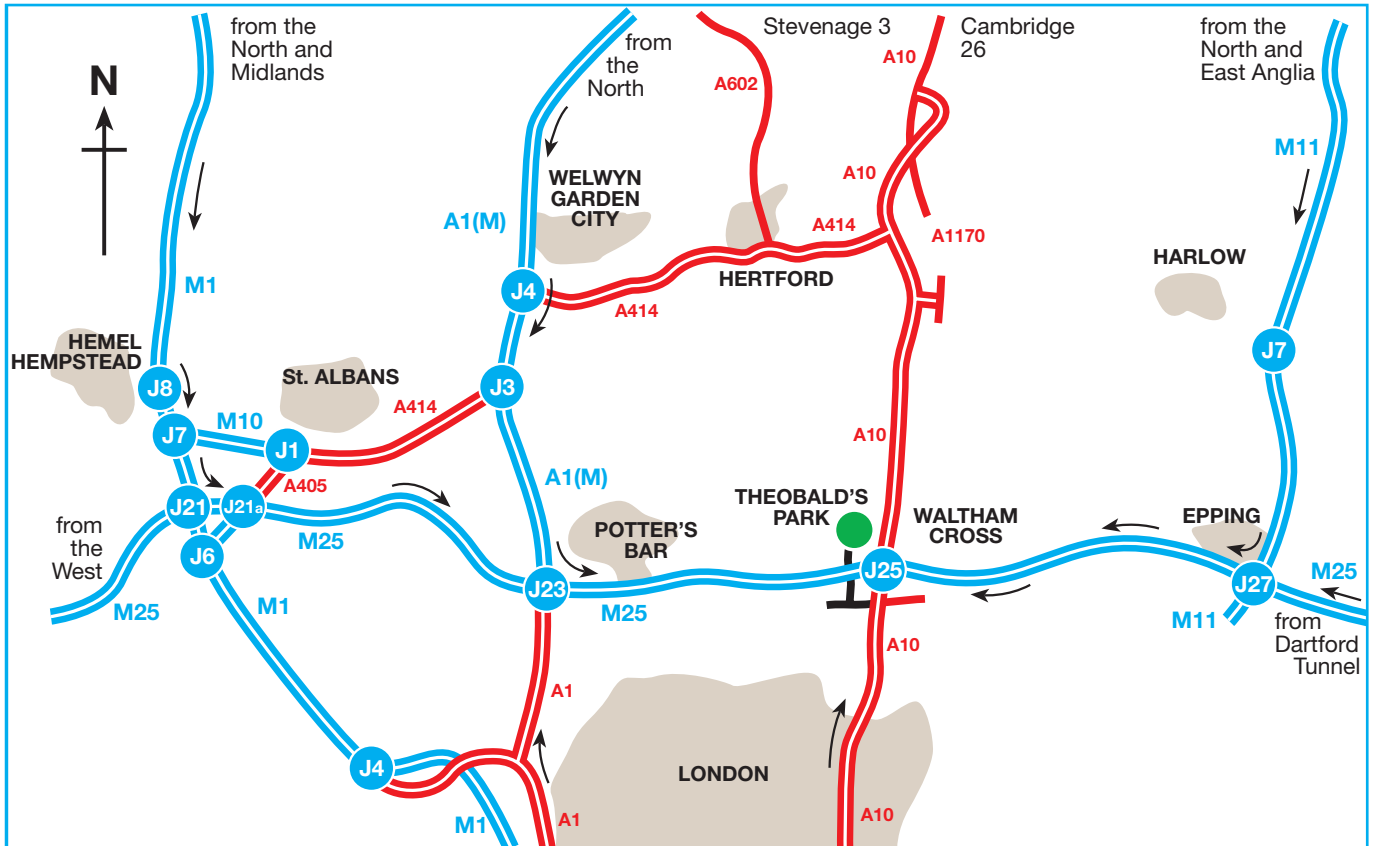 from the
North and
Midlands
from
the
North
Stevenage 3
Cambridge
26
from the
North and
East Anglia
N
A10
A602
M11
WELWYN
GARDEN
CITY
A10
A1(M)
A414
A1170
HARLOW
M1
HERTFORD
J4
A414
HEMEL
HEMPSTEAD
J7
J8
St. ALBANS
J3
A414
M10
J7
J1
A10
A405
A1(M)
J21
J21a
THEOBALD'S
PARK
WALTHAM
CROSS
EPPING
from
the
West
M25
POTTER'S
BAR
J6
J25
J23
J27
M25
M25
M1
M25
M11
from
Dartford
Tunnel
A10
A1
J4
LONDON
M1
A1
A10